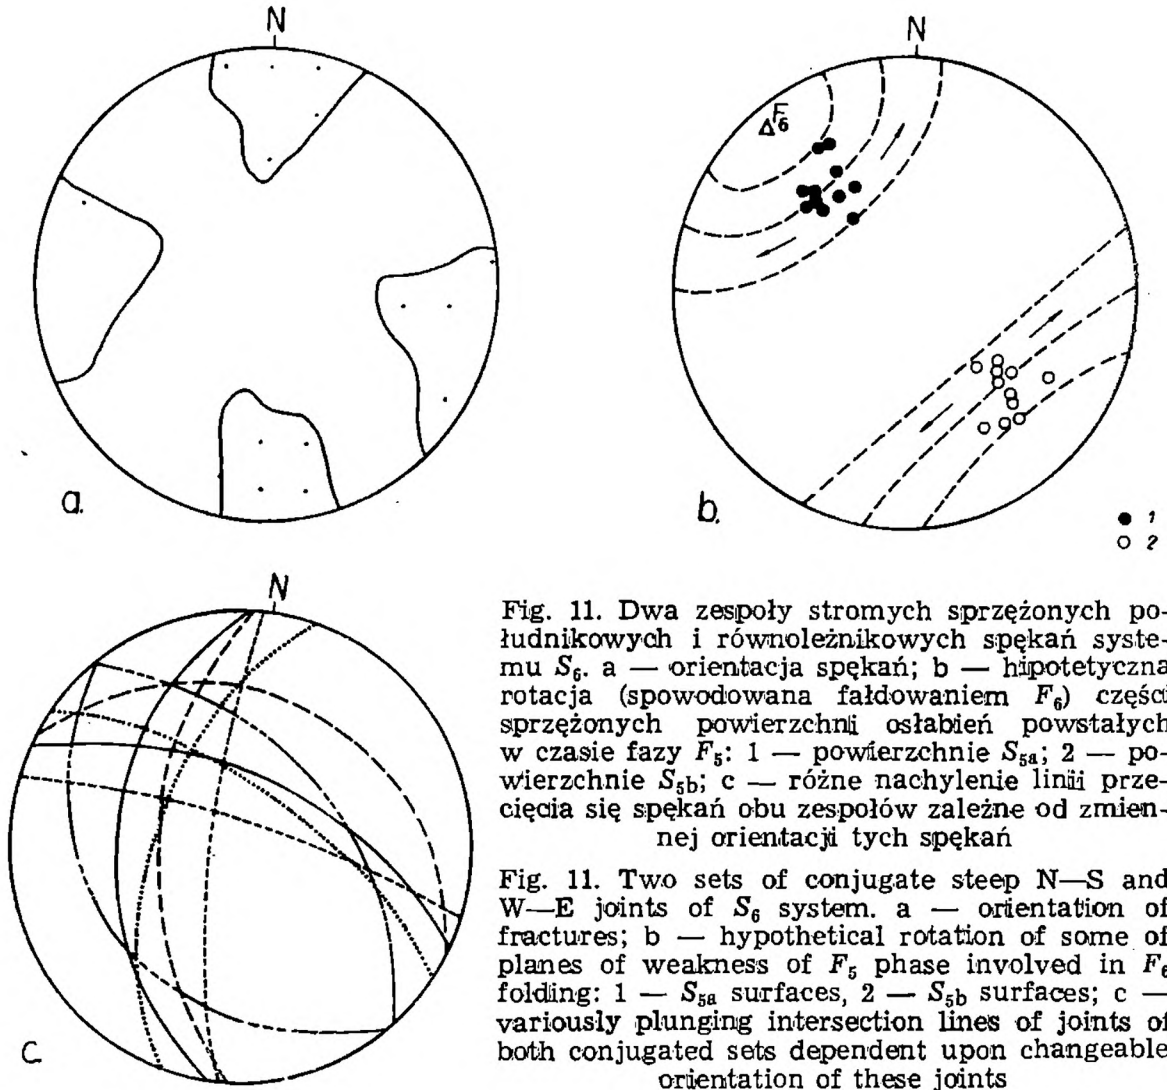 N
a.
N
F6
b.
1
2
N
c.
Fig. 11. Dwa zespoły stromych sprzężonych po-
łudnikowych i równoleżnikowych spękań syste-
mu S6. a — orientacja spękań; b — hipotetyczna
rotacja (spowodowana fałdowaniem F6) części
sprzężonych powierzchni osłabień powstałych
w czasie fazy F5: 1 — powierzchnie S5a; 2 — po-
wierzchnie S5b; c — różne nachylenie linii prze-
cięcia się spękań obu zespołów zależne od zmien-
nej orientacji tych spękań
Fig. 11. Two sets of conjugate steep N—S and
W—E joints of S6 system. a — orientation of
fractures; b — hypothetical rotation of some of
planes of weakness of F5 phase involved in F6
folding: 1 — S5a surfaces, 2 — S5b surfaces; c —
variously plunging intersection lines of joints of
both conjugated sets dependent upon changeable
orientation of these joints